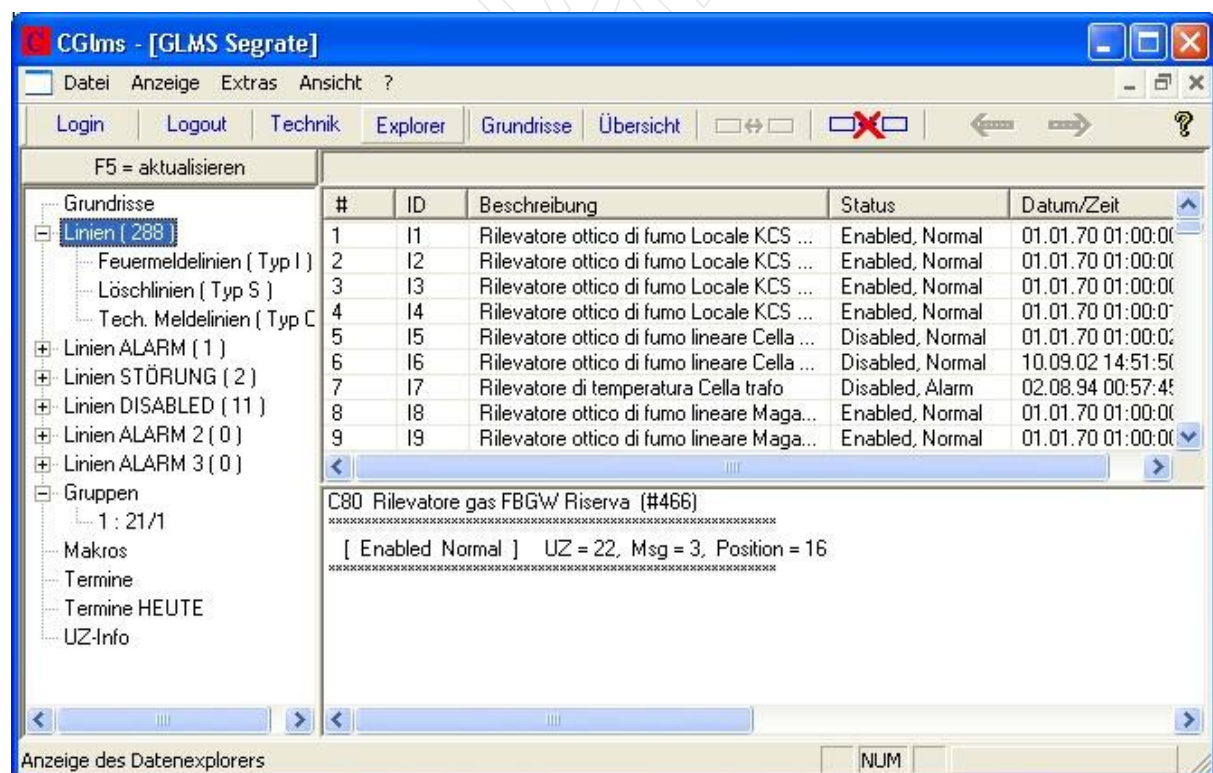 CGlms - [GLMS Segrate]
Datei Anzeige Extras Ansicht ?
Login Logout Technik Explorer Grundrisse Übersicht
F5 = aktualisieren
Grundrisse
Linien ( 288 )
Feuermeldelinien ( Typ I )
Löschlinien ( Typ S )
Tech. Meldelinien ( Typ
Linien ALARM ( 1 )
Linien STÖRUNG ( 2 )
Linien DISABLED ( 11 )
Linien ALARM 2 ( 0 )
Linien ALARM 3 ( 0 )
Gruppen
1 : 21/1
Makros
Termine
Termine HEUTE
UZ-Info
# ID Beschreibung Status Datum/Zeit
1 I1 Rilevatore ottico di fumo Locale KCS ... Enabled, Normal 01.01.70 01:00:0
2 I2 Rilevatore ottico di fumo Locale KCS ... Enabled, Normal 01.01.70 01:00:0
3 I3 Rilevatore ottico di fumo Locale KCS ... Enabled, Normal 01.01.70 01:00:0
4 I4 Rilevatore ottico di fumo Locale KCS ... Enabled, Normal 01.01.70 01:00:0
5 I5 Rilevatore ottico di fumo lineare Cella ... Disabled, Normal 01.01.70 01:00:0
6 I6 Rilevatore ottico di fumo lineare Cella ... Disabled, Normal 10.09.02 14:51:5
7 I7 Rilevatore di temperatura Cella trafo Disabled, Alarm 02.08.94 00:57:4
8 I8 Rilevatore ottico di fumo lineare Maga... Enabled, Normal 01.01.70 01:00:0
9 I9 Rilevatore ottico di fumo lineare Maga... Enabled, Normal 01.01.70 01:00:0
C80 Rilevatore gas FBGW Riserva (#466)
[ Enabled Normal ] UZ = 22, Msg = 3, Position = 16
Anzeige des Datenexplorers NUM